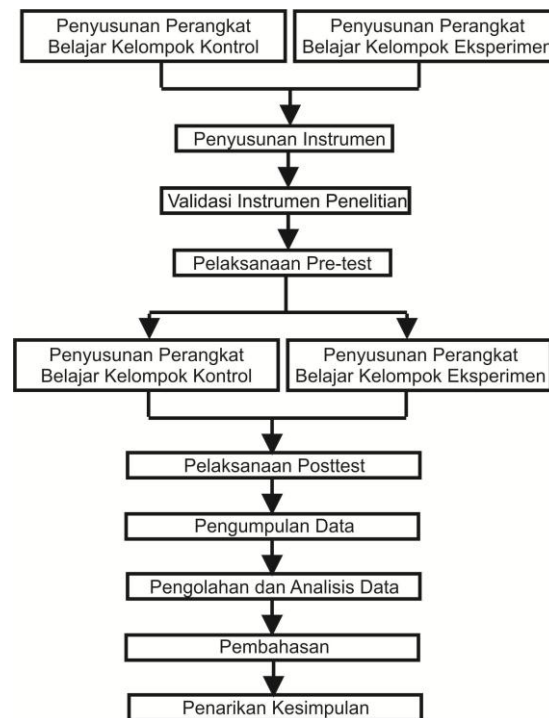 Penyusunan Perangkat
Belajar Kelompok Kontrol
Penyusunan Perangkat
Belajar Kelompok Eksperimen
Penyusunan Instrumen
Validasi Instrumen Penelitian
Pelaksanaan Pre-test
Penyusunan Perangkat
Belajar Kelompok Kontrol
Penyusunan Perangkat
Belajar Kelompok Eksperimen
Pelaksanaan Posttest
Pengumpulan Data
Pengolahan dan Analisis Data
Pembahasan
Penarikan Kesimpulan